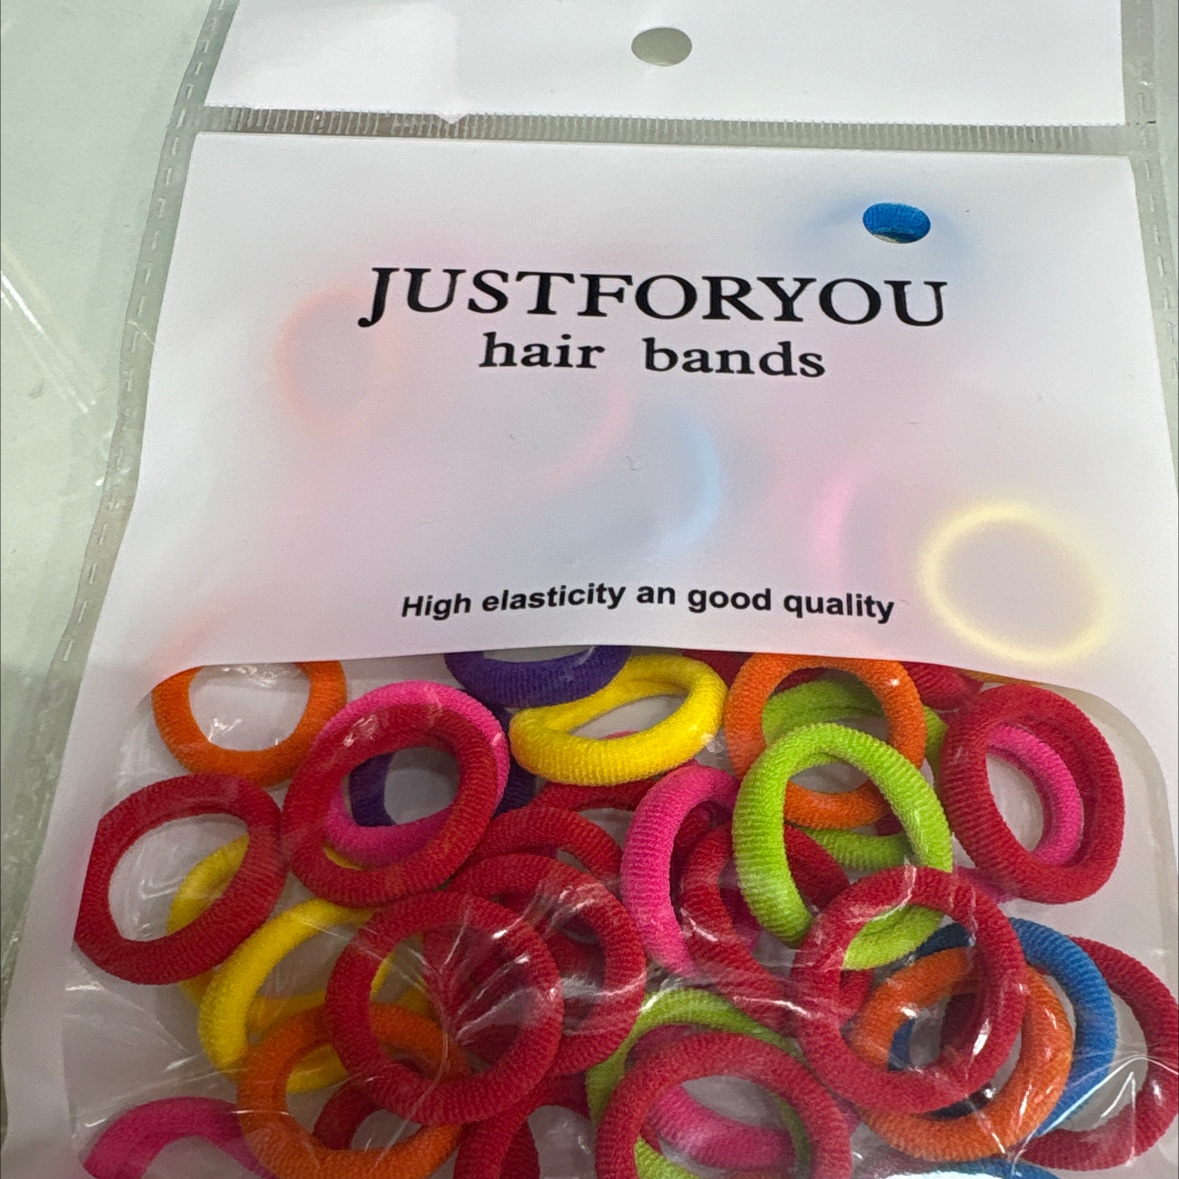 JUSTFORYOU
hair bands
High elasticity an good quality